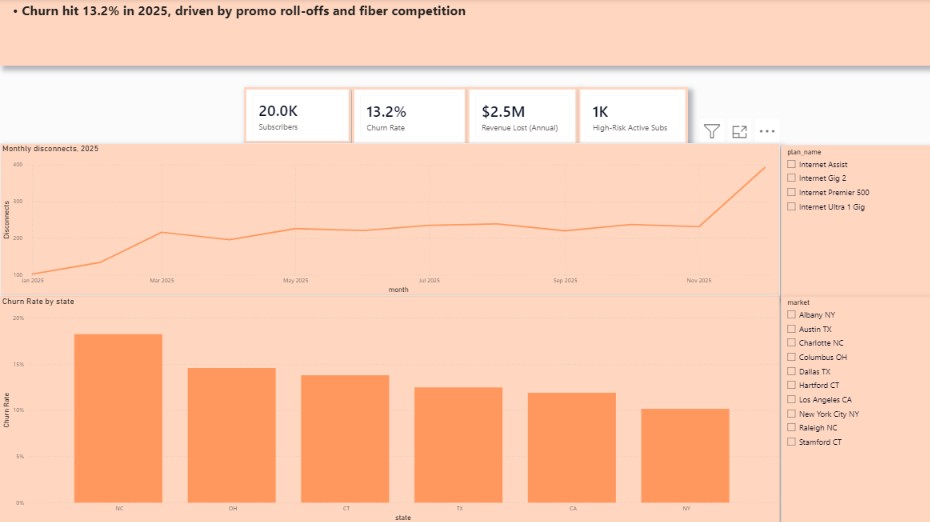 • Churn hit 13.2% in 2025, driven by promo roll-offs and fiber competition
20.0K
Subscribers
13.2%
Churn Rate
$2.5M
Revenue Lost (Annual)
1K
High-Risk Active Subs
Monthly disconnects, 2025
Disconnects
400
300
200
100
Jan 2025
Mar 2025
May 2025
Jul 2025
Sep 2025
Nov 2025
month
plan_name
Internet Assist
Internet Gig 2
Internet Premier 500
Internet Ultra 1 Gig
Churn Rate by state
Churn Rate
20%
15%
10%
5%
0%
NC
OH
CT
TX
CA
NY
state
market
Albany NY
Austin TX
Charlotte NC
Columbus OH
Dallas TX
Hartford CT
Los Angeles CA
New York City NY
Raleigh NC
Stamford CT